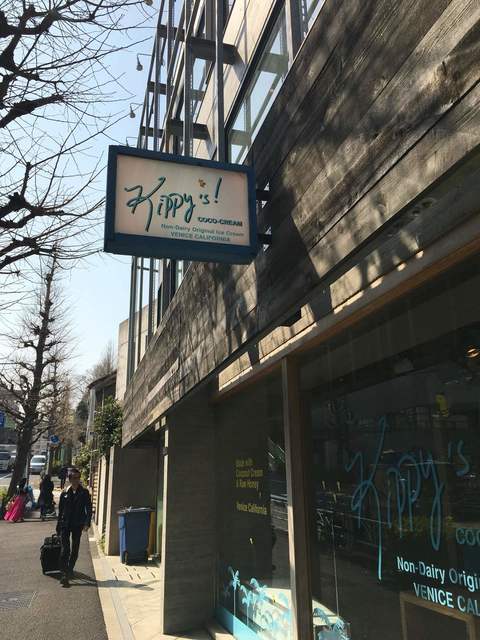 Kippy's!
COCO-CREAM
Non-Dairy Original Ice Cream
VENICE CALIFORNIA
Made with
Coconut Cream
& Raw Honey
Venice California
Kippy's
COCO
Non-Dairy Origi
VENICE CAL